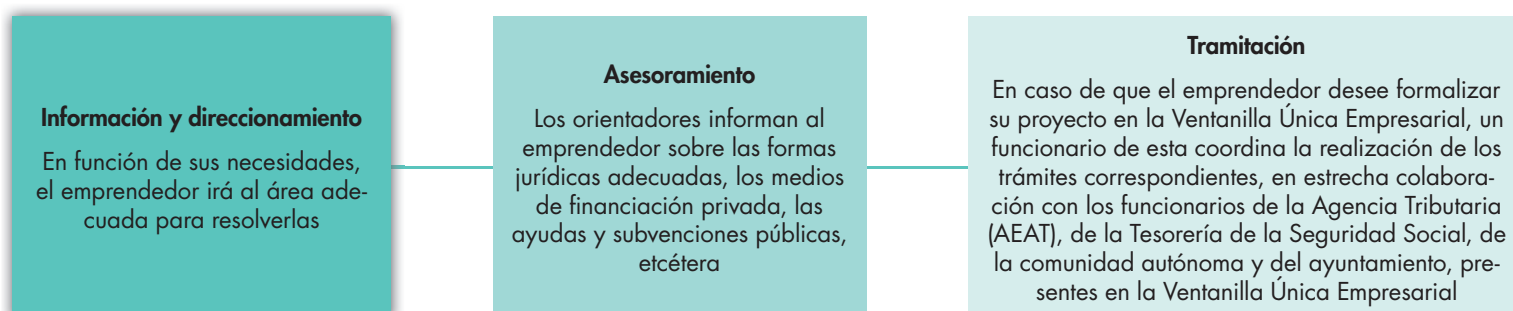 Información y direccionamiento
En función de sus necesidades,
el emprendedor irá al área ade-
cuada para resolverlas
Asesoramiento
Los orientadores informan al
emprendedor sobre las formas
jurídicas adecuadas, los medios
de financiación privada, las
ayudas y subvenciones públicas,
etcétera
Tramitación
En caso de que el emprendedor desee formalizar
su proyecto en la Ventanilla Única Empresarial, un
funcionario de esta coordina la realización de los
trámites correspondientes, en estrecha colabora-
ción con los funcionarios de la Agencia Tributaria
(AEAT), de la Tesorería de la Seguridad Social, de
la comunidad autónoma y del ayuntamiento, pre-
sentes en la Ventanilla Única Empresarial